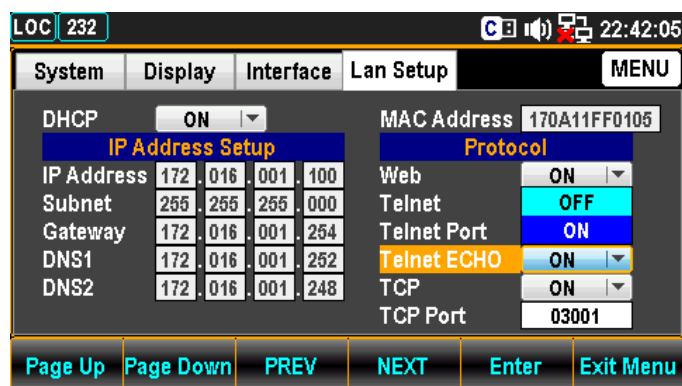 LOC 232 C 22:42:05
System Display Interface Lan Setup MENU
DHCP ON
IP Address Setup
IP Address 172 . 016 . 001 . 100
Subnet 255 . 255 . 255 . 000
Gateway 172 . 016 . 001 . 254
DNS1 172 . 016 . 001 . 252
DNS2 172 . 016 . 001 . 248
MAC Address 170A11FF0105
Protocol
Web ON
Telnet OFF
Telnet Port ON
Telnet ECHO ON
TCP ON
TCP Port 03001
Page Up Page Down PREV NEXT Enter Exit Menu